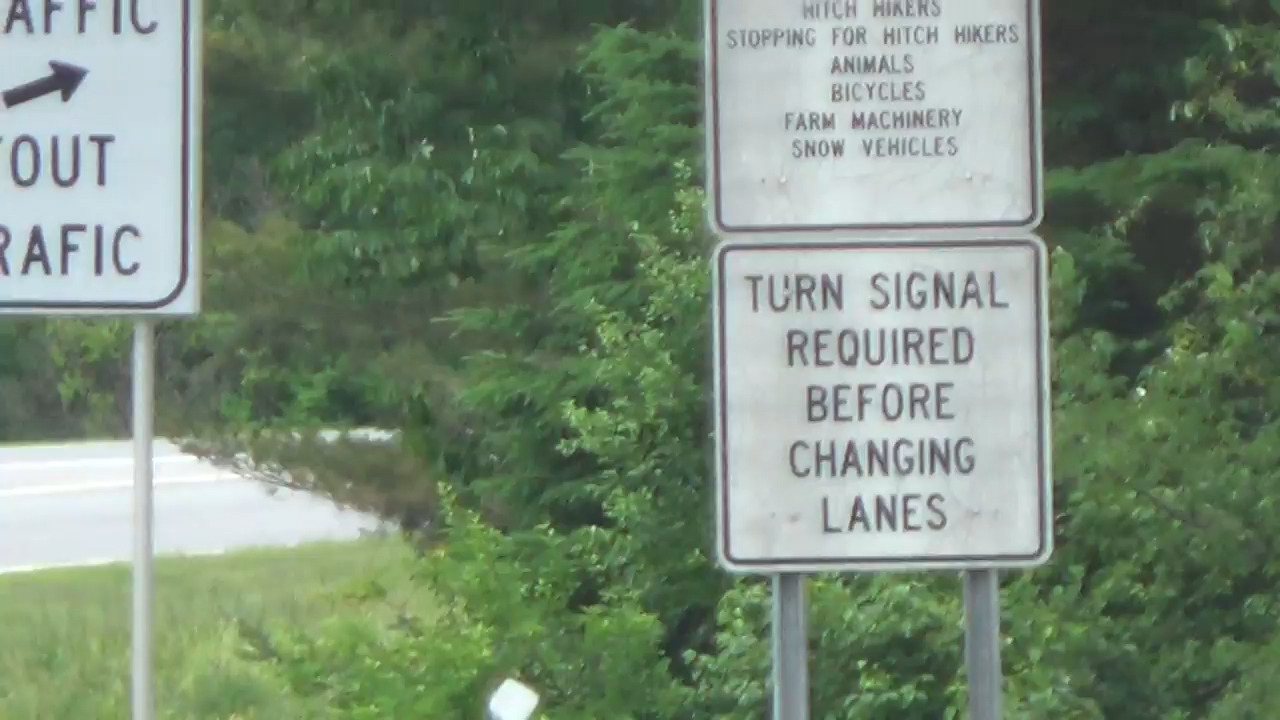 AFFIC
TOUT
RAFIC
HITCH HIKERS
STOPPING FOR HITCH HIKERS
ANIMALS
BICYCLES
FARM MACHINERY
SNOW VEHICLES
TURN SIGNAL
REQUIRED
BEFORE
CHANGING
LANES